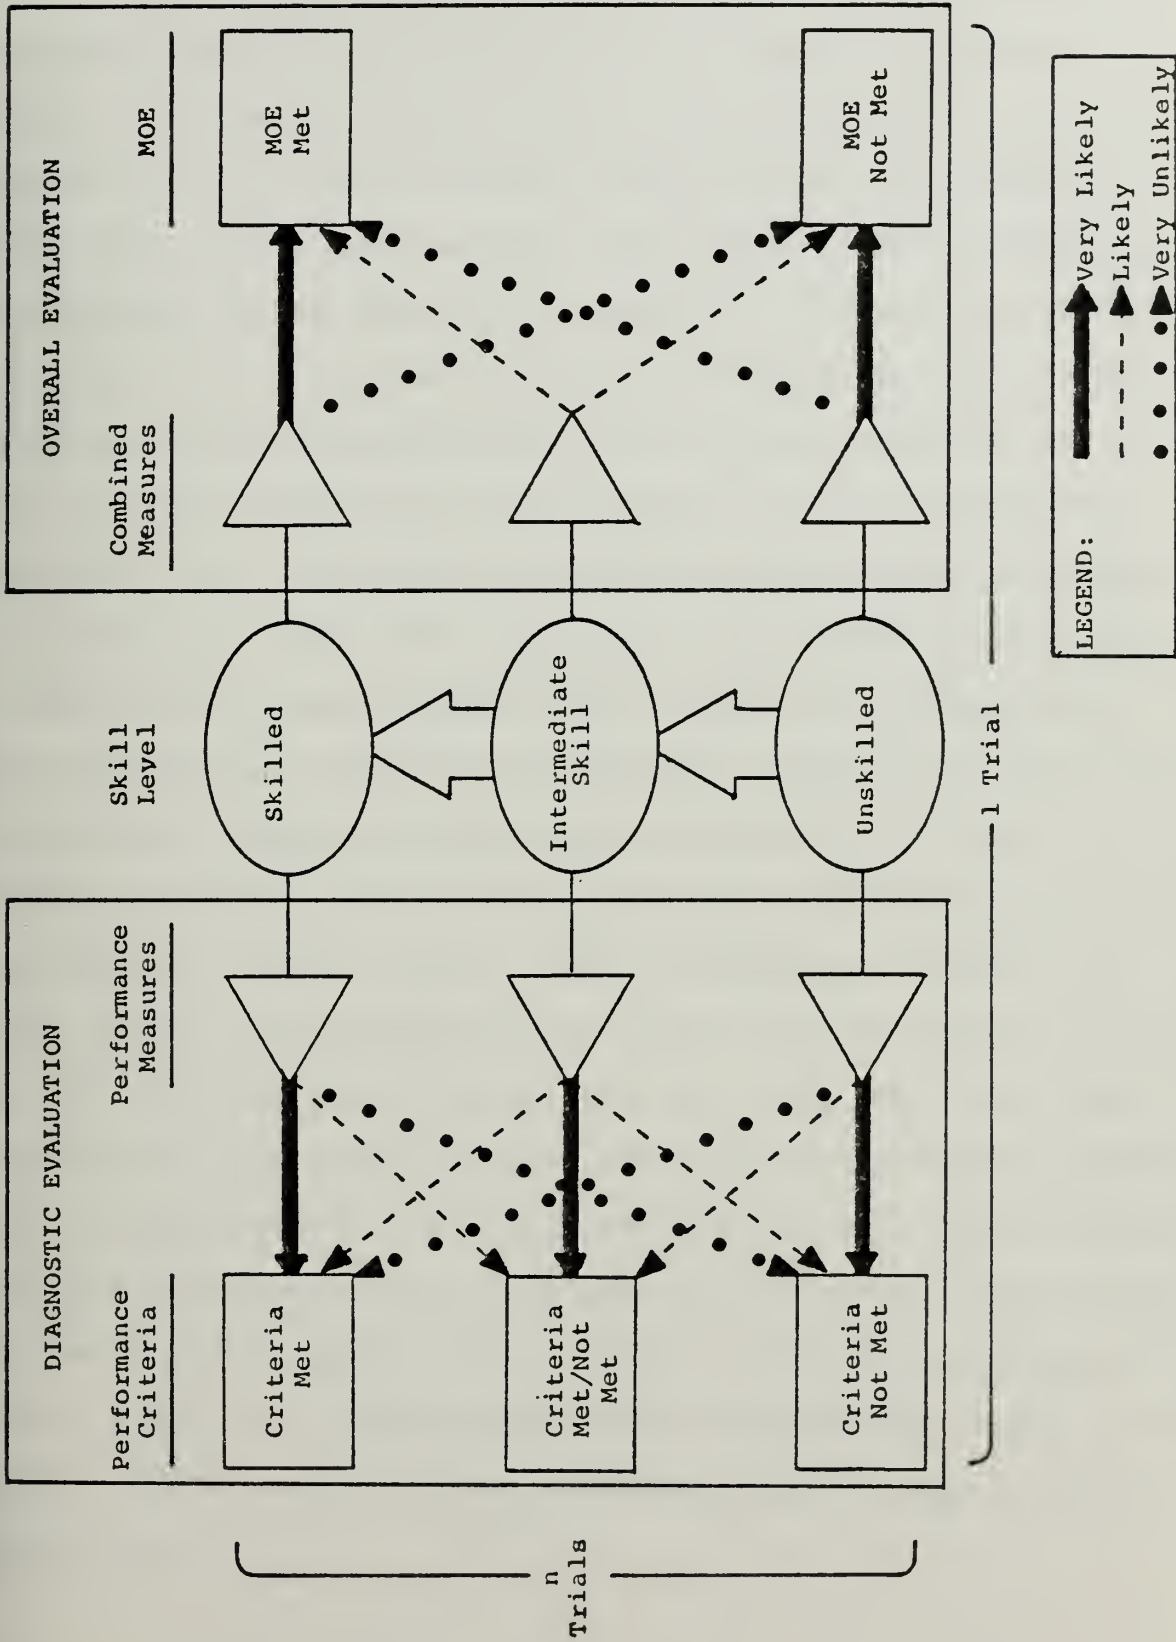 DIAGNOSTIC EVALUATION
OVERALL EVALUATION
Performance
Criteria
Performance
Measures
Skill
Level
Combined
Measures
MOE
Criteria
Met
Skilled
MOE
Met
n
Trials
Criteria
Met/Not
Met
Intermediate
Skill
Criteria
Not Met
Unskilled
MOE
Not Met
1 Trial
LEGEND:
Very Likely
Likely
Very Unlikely